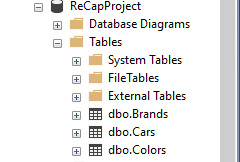 ReCapProject
Database Diagrams
Tables
System Tables
FileTables
External Tables
dbo.Brands
dbo.Cars
dbo.Colors